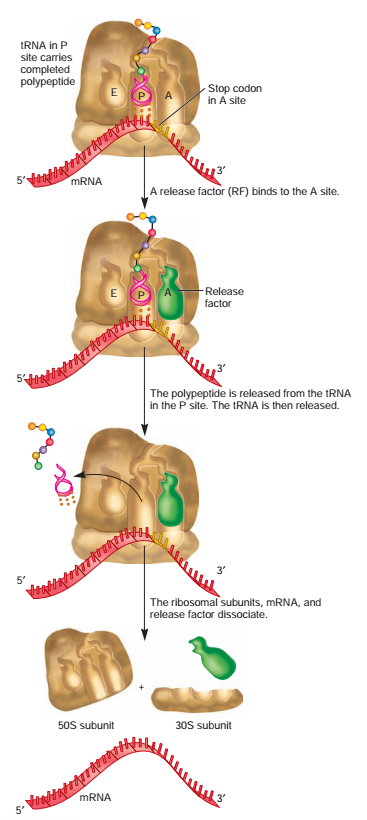 tRNA in P
site carries
completed
polypeptide
E
P
A
Stop codon
in A site
5′
mRNA
3′
A release factor (RF) binds to the A site.
E
P
A
Release
factor
5′
3′
The polypeptide is released from the tRNA
in the P site. The tRNA is then released.
5′
3′
The ribosomal subunits, mRNA, and
release factor dissociate.
+
50S subunit
30S subunit
5′
mRNA
3′